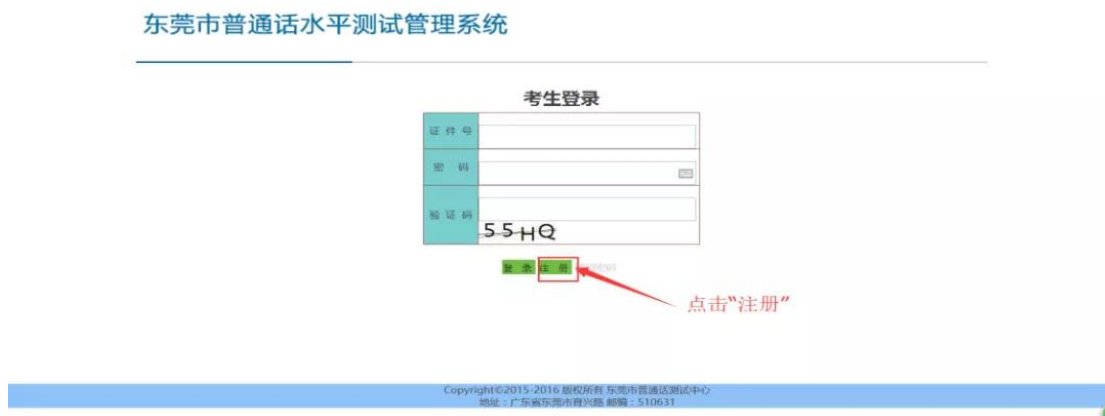 东莞市普通话水平测试管理系统
考生登录
证 件 号
密 码
验 证 码
55HQ
登 录 注 册
点击“注册”
Copyright©2015-2016 版权所有 东莞市普通话测试中心
地址：广东省东莞市育兴路 邮编：510631